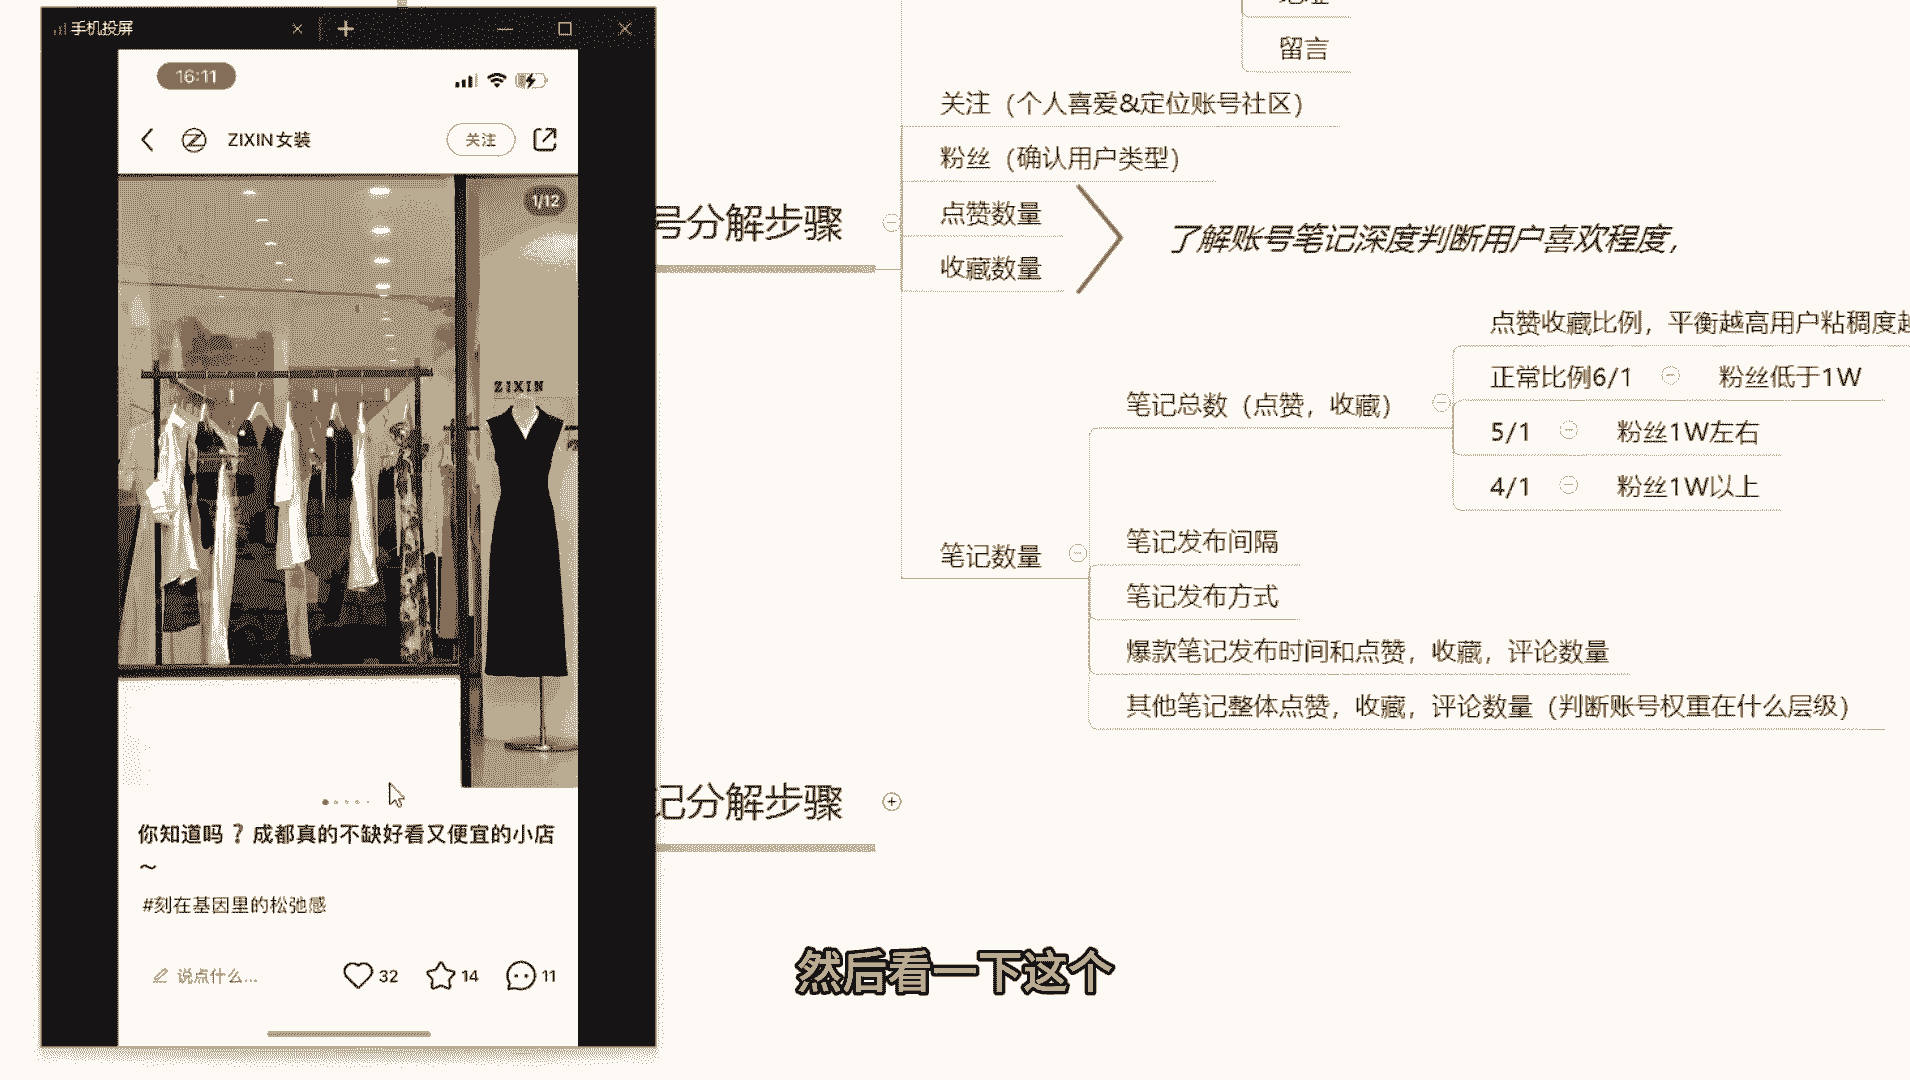 手机投屏
16:11
ZIXIN女装
关注
1/12
ZIXIN
你知道吗？成都真的不缺好看又便宜的小店
～
#刻在基因里的松弛感
说点什么...
32
14
11
留言
关注（个人喜爱&定位账号社区）
粉丝（确认用户类型）
点赞数量
收藏数量
号分解步骤
了解账号笔记深度判断用户喜欢程度,
点赞收藏比例，平衡越高用户粘稠度越
正常比例6/1
粉丝低于1W
笔记总数（点赞，收藏）
5/1
粉丝1W左右
4/1
粉丝1W以上
笔记数量
笔记发布间隔
笔记发布方式
爆款笔记发布时间和点赞，收藏，评论数量
其他笔记整体点赞，收藏，评论数量（判断账号权重在什么层级）
记分解步骤
然后看一下这个